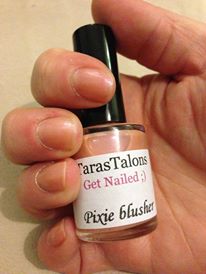 TarasTalons
Get Nailed ;)
Pixie blusher